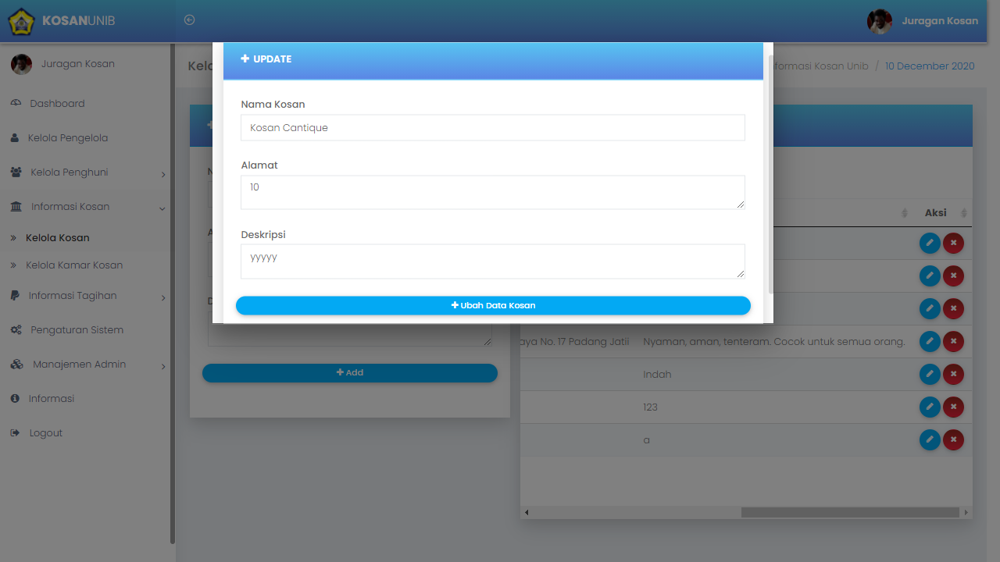 KOSANUNIB
Juragan Kosan
Juragan Kosan
Dashboard
Kelola Pengelola
Kelola Penghuni
Informasi Kosan
Kelola Kosan
Kelola Kamar Kosan
Informasi Tagihan
Pengaturan Sistem
Manajemen Admin
Informasi
Logout
formasi Kosan Unib / 10 December 2020
UPDATE
Nama Kosan
Kosan Cantique
Alamat
10
Deskripsi
yyyyy
Ubah Data Kosan
Add
Aksi
aya No. 17 Padang Jatii Nyaman, aman, tenteram. Cocok untuk semua orang.
Indah
123
a